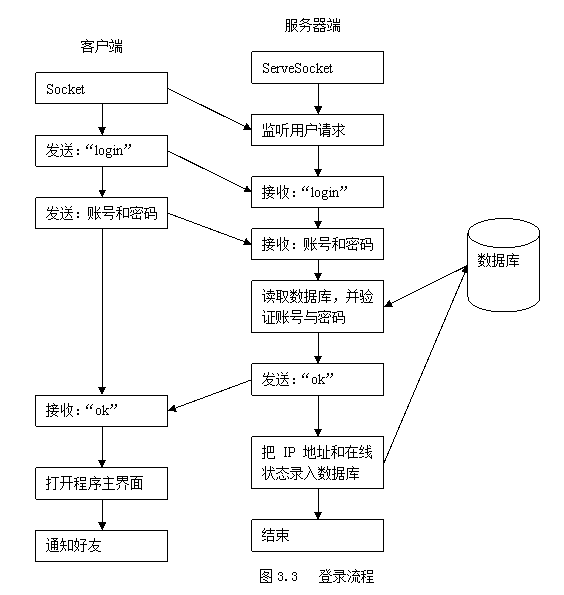 客户端
服务器端
Socket
ServeSocket
监听用户请求
发送：“login”
接收：“login”
发送：账号和密码
接收：账号和密码
数据库
读取数据库，并验
证账号与密码
发送：“ok”
接收：“ok”
把 IP 地址和在线
状态录入数据库
打开程序主界面
通知好友
结束
图 3.3 登录流程